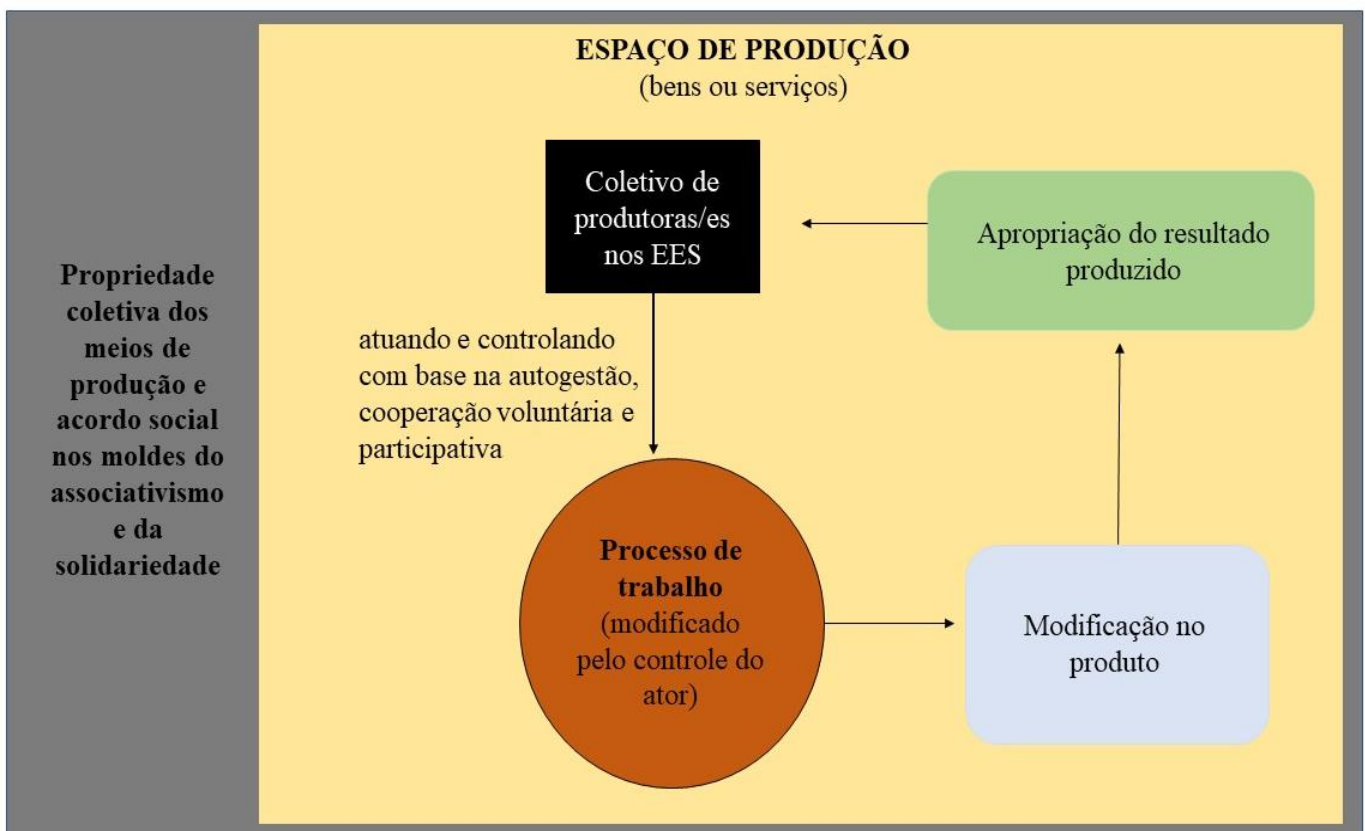 ESPAÇO DE PRODUÇÃO
(bens ou serviços)
Propriedade
coletiva dos
meios de
produção e
acordo social
nos moldes do
associativismo
e da
solidariedade
Coletivo de
produtoras/es
nos EES
atuando e controlando
com base na autogestão,
cooperação voluntária e
participativa
Processo de
trabalho
(modificado
pelo controle do
ator)
Modificação no
produto
Apropriação do resultado
produzido